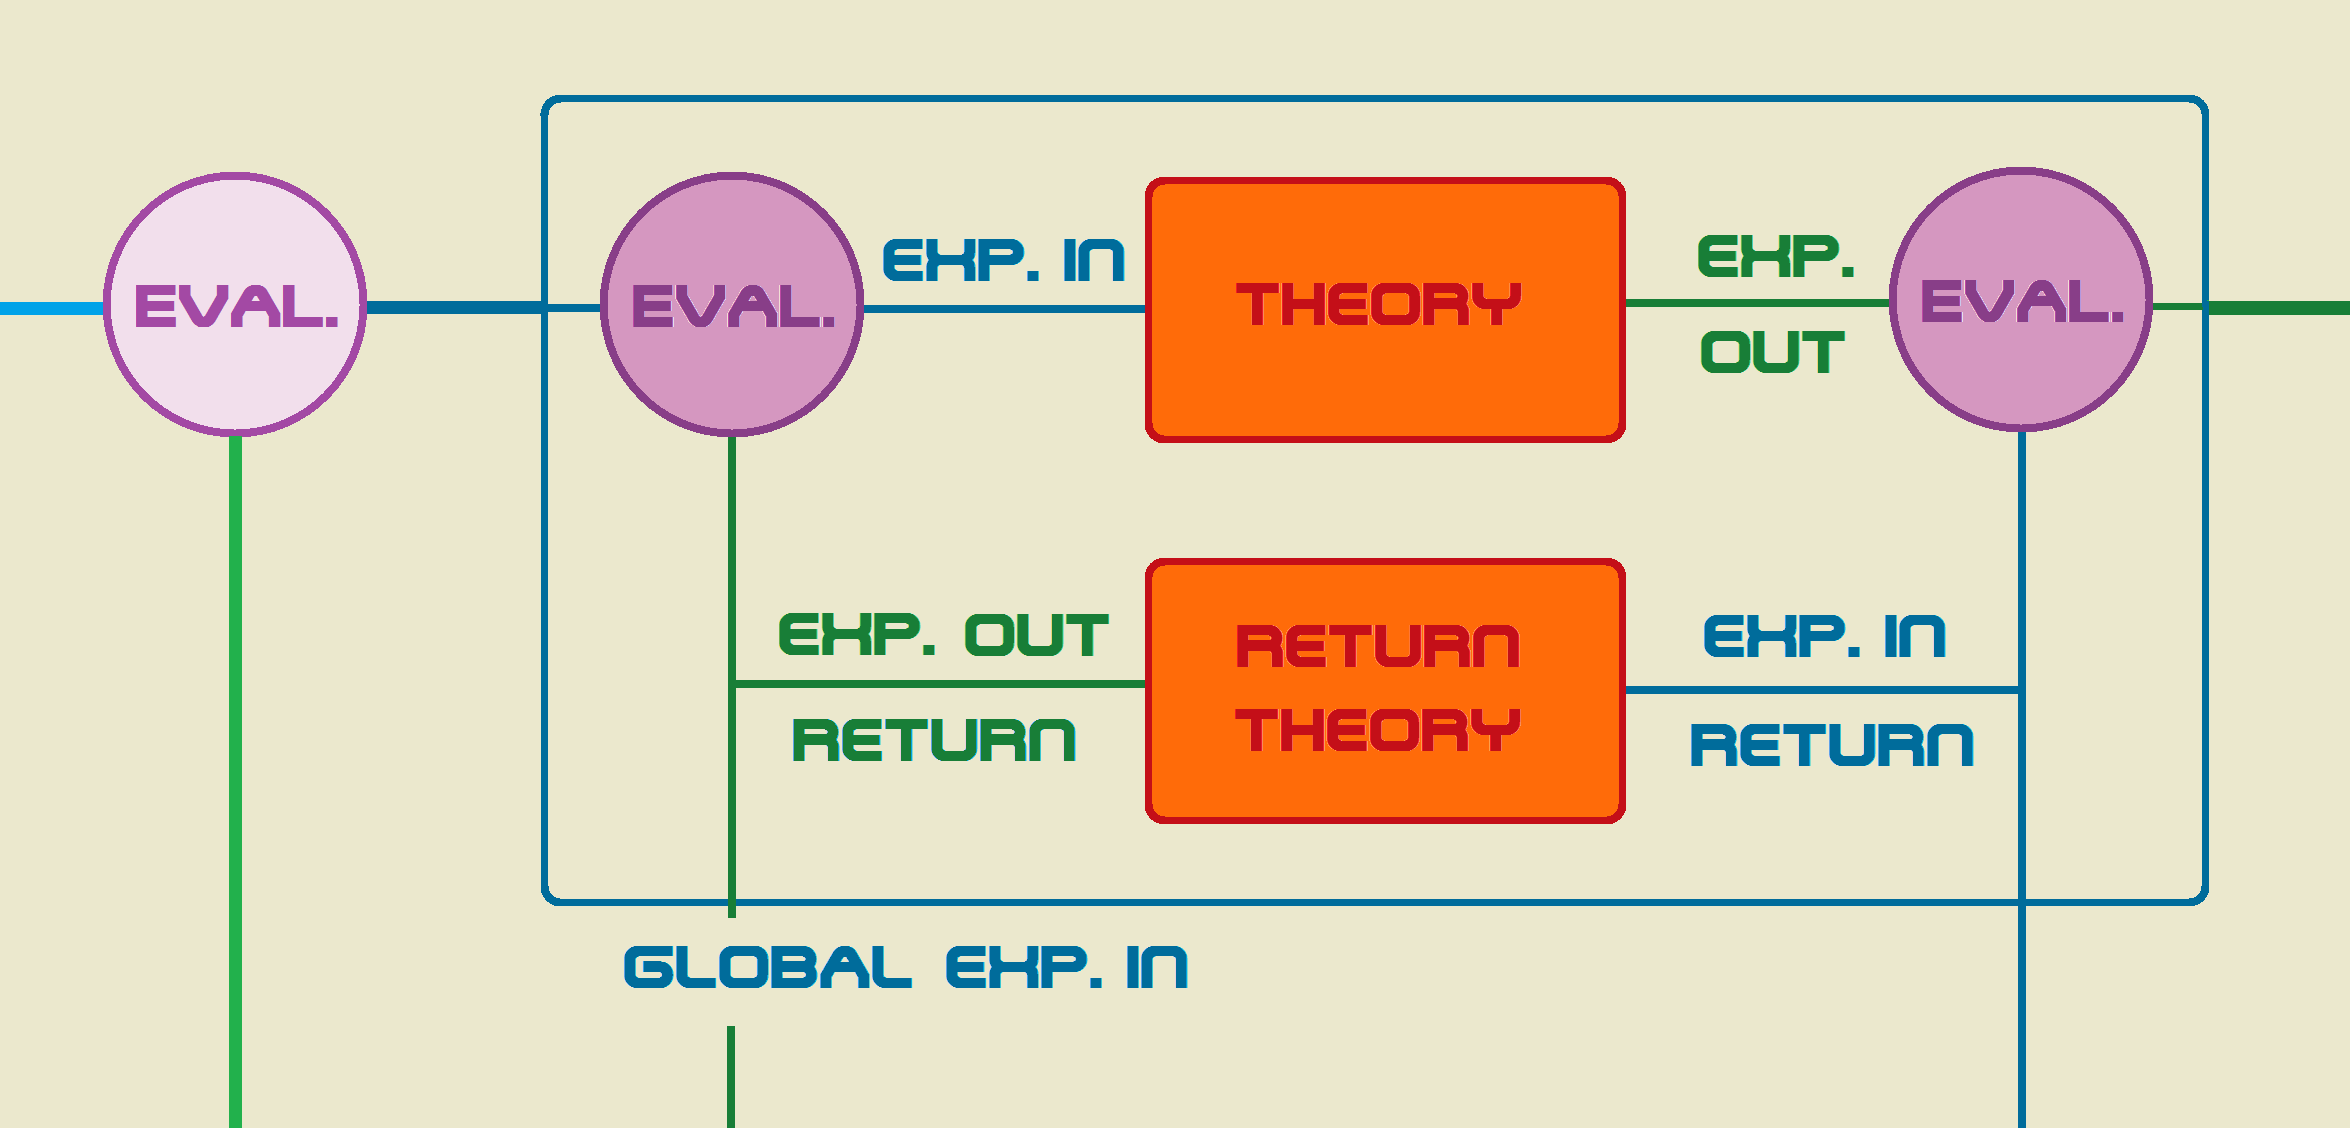 EVAL.
EVAL.
EXP. IN
THEORY
EXP.
OUT
EVAL.
EXP. OUT
RETURN
RETURN
THEORY
EXP. IN
RETURN
GLOBAL EXP. IN